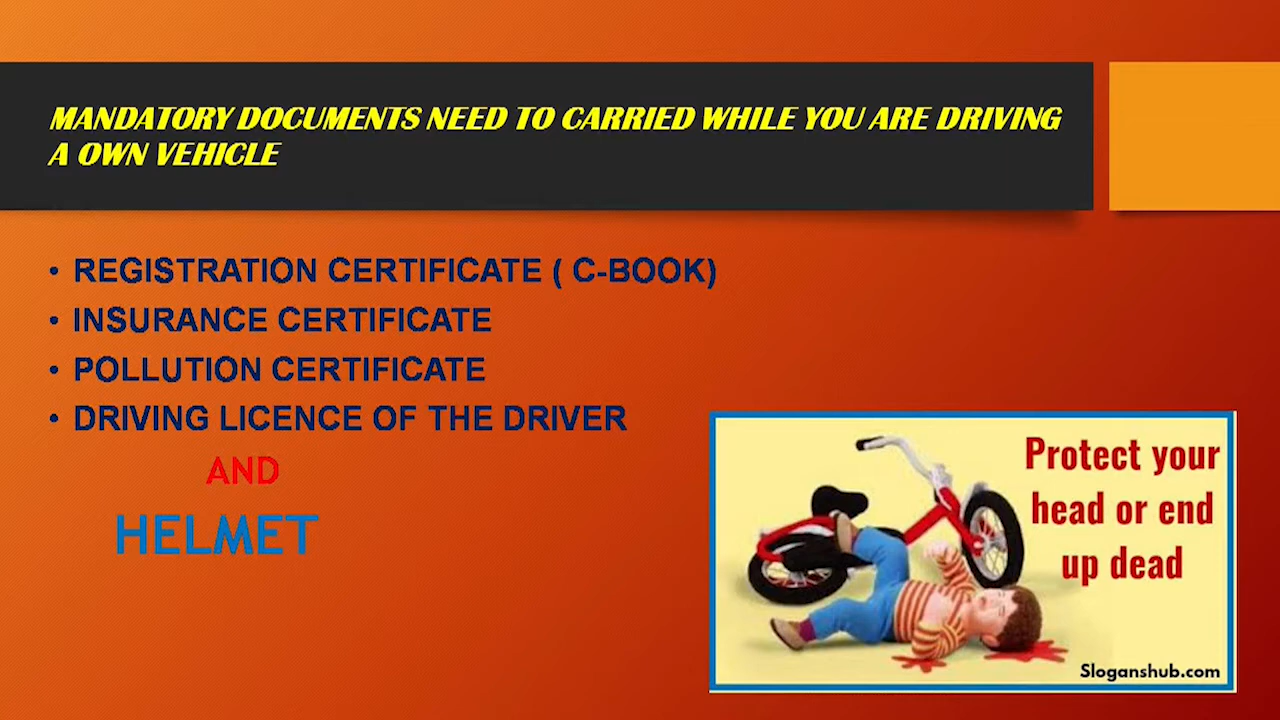 MANDATORY DOCUMENTS NEED TO CARRIED WHILE YOU ARE DRIVING
A OWN VEHICLE
• REGISTRATION CERTIFICATE ( C-BOOK)
• INSURANCE CERTIFICATE
• POLLUTION CERTIFICATE
• DRIVING LICENCE OF THE DRIVER
AND
HELMET
Protect your
head or end
up dead
Sloganshub.com